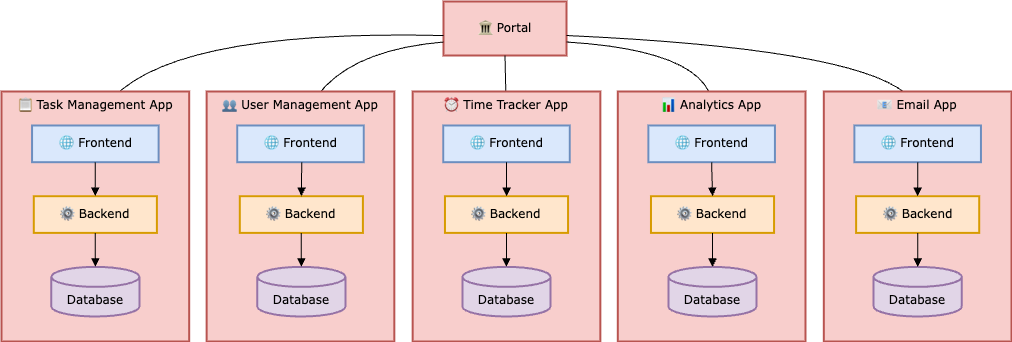 🏛️ Portal
📃 Task Management App
👥 User Management App
⏰ Time Tracker App
📊 Analytics App
📧 Email App
🌐 Frontend
🌐 Frontend
🌐 Frontend
🌐 Frontend
🌐 Frontend
⚙️ Backend
⚙️ Backend
⚙️ Backend
⚙️ Backend
⚙️ Backend
Database
Database
Database
Database
Database